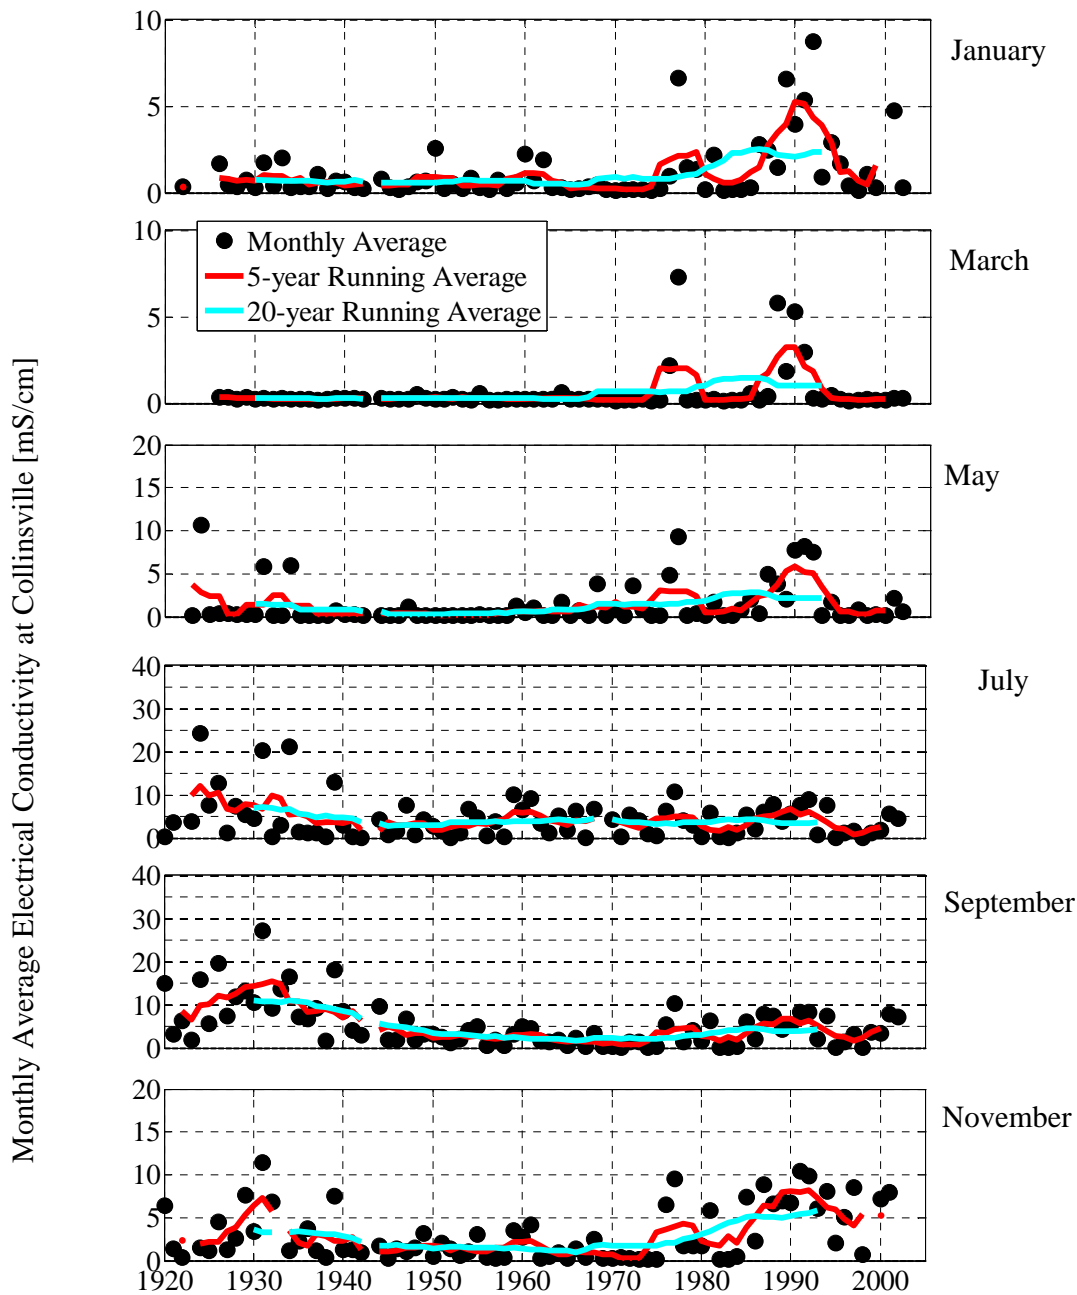 Monthly Average Electrical Conductivity at Collinsville [mS/cm]
10
5
0
January
10
5
0
Monthly Average
5-year Running Average
20-year Running Average
March
20
15
10
5
0
May
40
30
20
10
0
July
40
30
20
10
0
September
20
15
10
5
0
November
1920 1930 1940 1950 1960 1970 1980 1990 2000